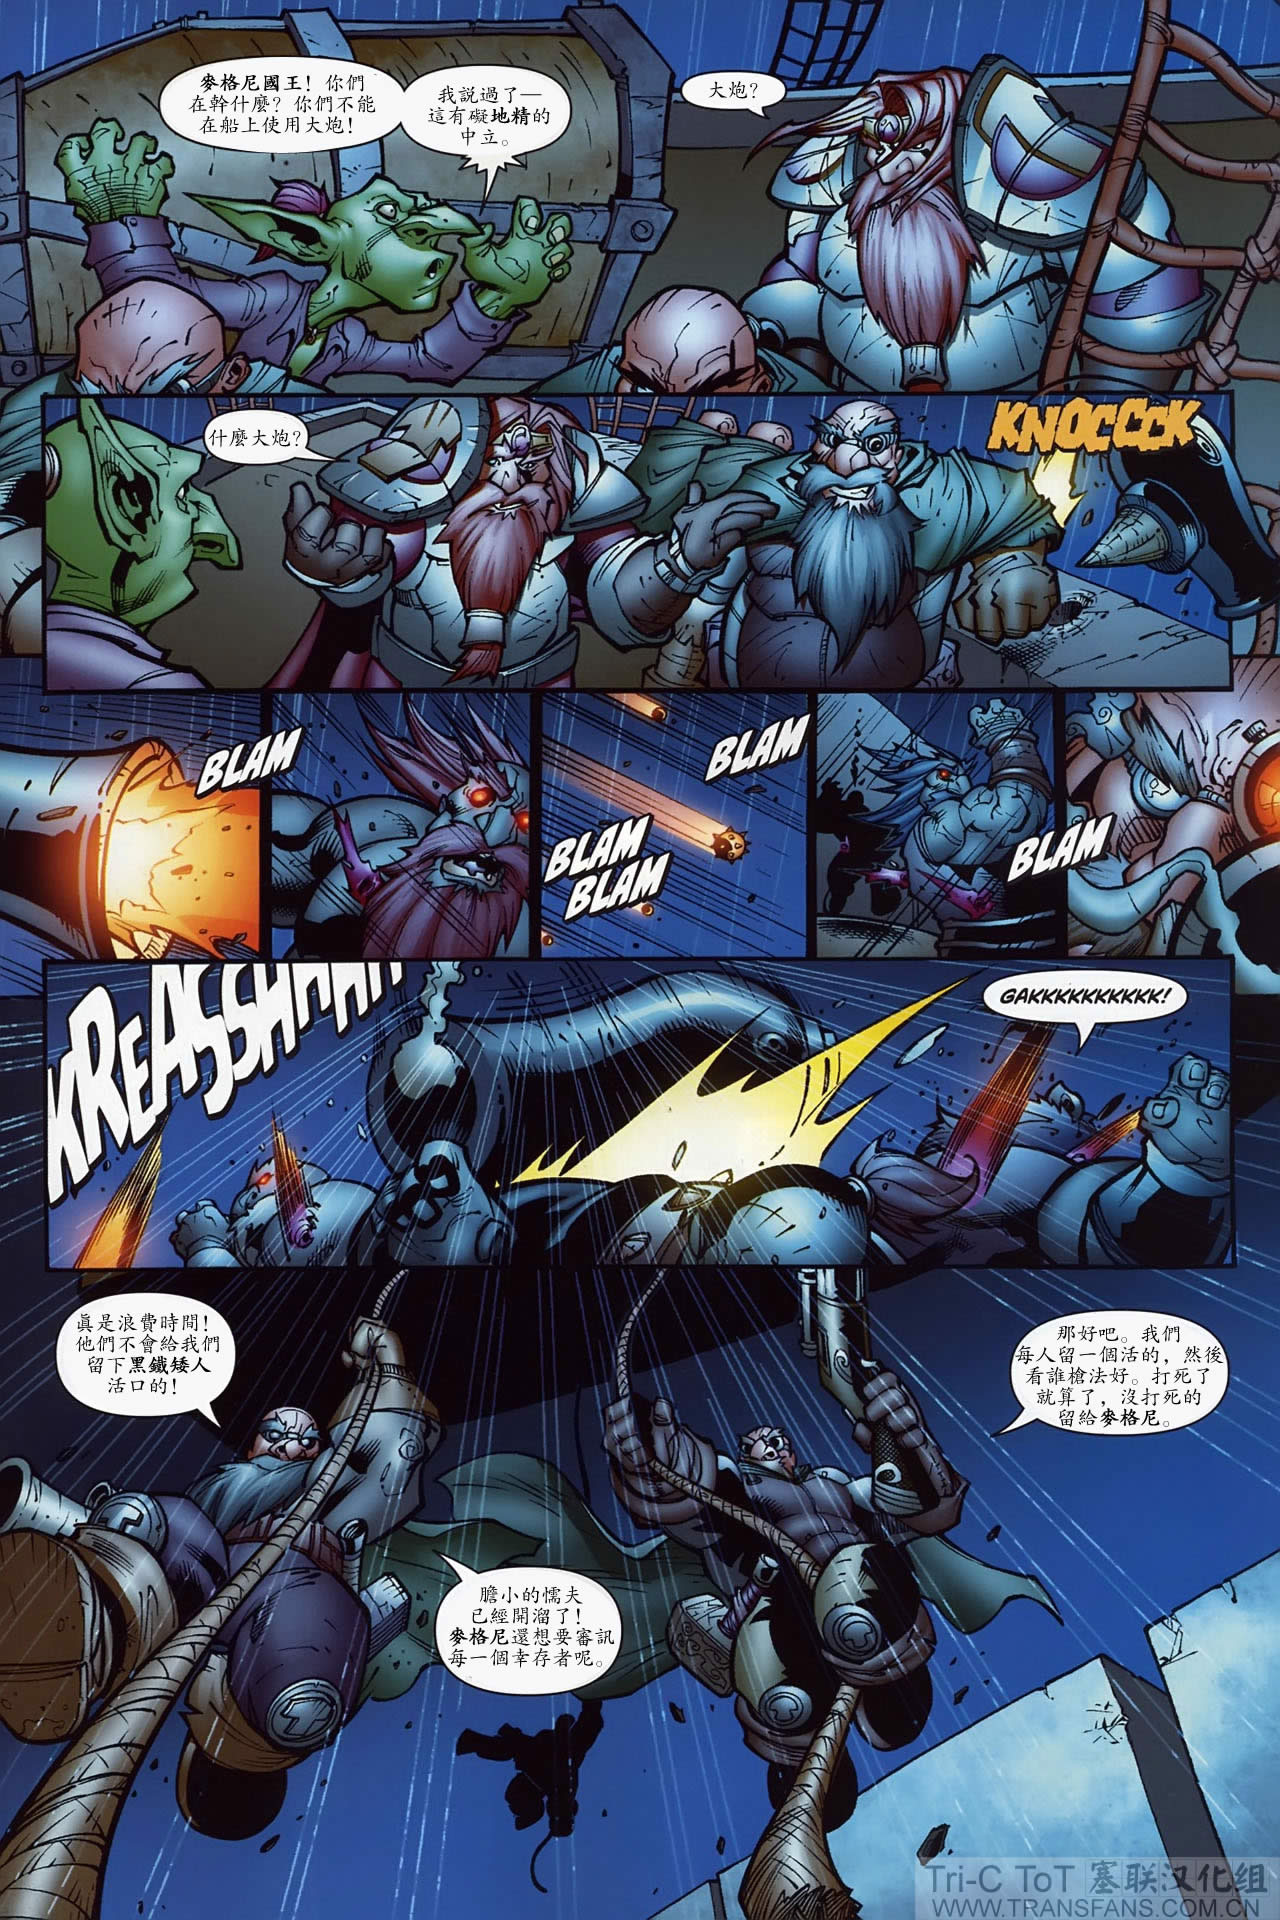 麥格尼國王！你們
在幹什麼？你們不能
在船上使用大炮！
我説過了—
這有礙地精的
中立。
大炮？
什麼大炮？
KNOCCCK
BLAM
BLAM
BLAM
BLAM
BLAM
KREASSHHHH
GAKKKKKKKKKK!
眞是浪費時間！
他們不會給我們
留下黑鐵矮人
活口的！
那好吧。我們
每人留一個活的，然後
看誰槍法好。打死了
就算了，沒打死的
留給麥格尼。
膽小的懦夫
已經開溜了！
麥格尼還想要審訊
每一個幸存者呢。
Tri-C ToT 塞联汉化组
WWW.TRANSFANS.COM.CN